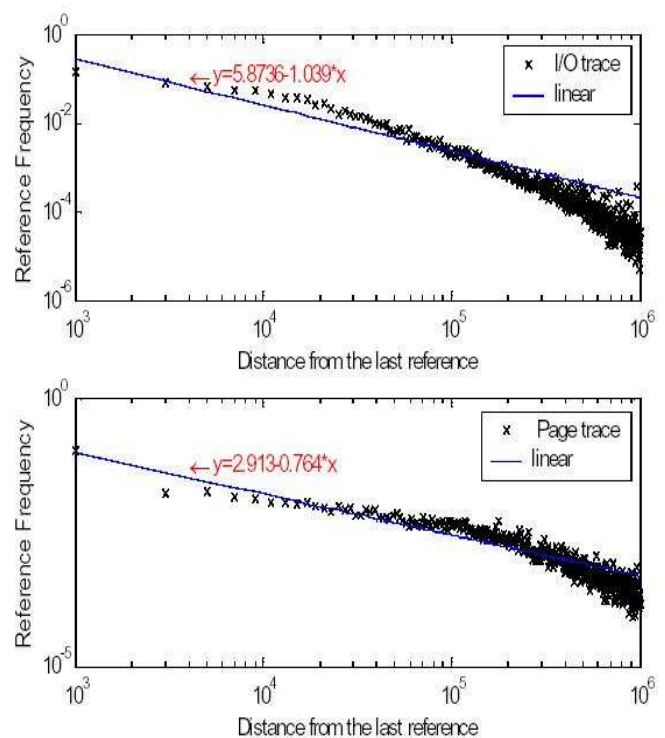 10^0
10^-2
10^-4
10^-6
Reference Frequency
← y=5.8736-1.039*x
× I/O trace
linear
10^3 10^4 10^5 10^6
Distance from the last reference
10^0
10^-5
Reference Frequency
← y=2.913-0.764*x
× Page trace
linear
10^3 10^4 10^5 10^6
Distance from the last reference